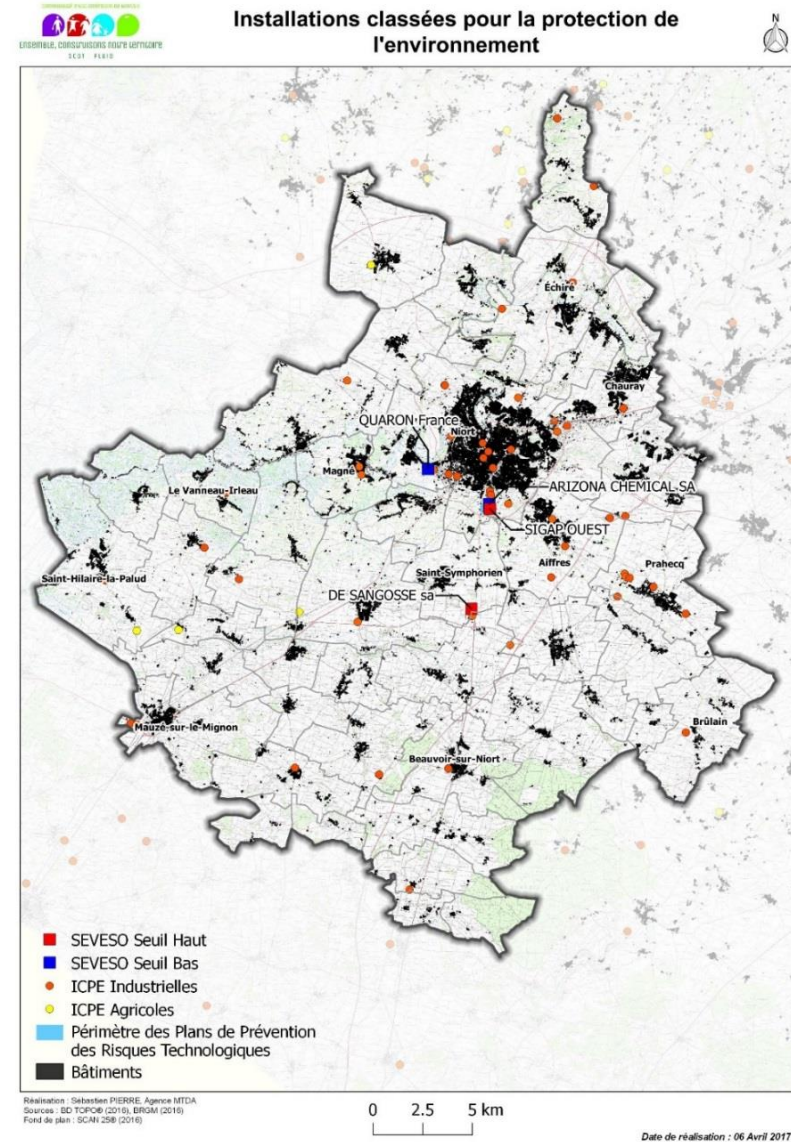 Installations classées pour la protection de
l'environnement
N
ENSEMBLE, CONSTRUISONS NOTRE TERRITOIRE
SCOT PLUID
Échiré
Chauray
QUARON France
Niort
Magné
ARIZONA CHEMICAL SA
Le Vanneau-Irleau
SIGAP OUEST
Aiffres
Prahecq
Saint-Symphorien
Saint-Hilaire-la-Palud
DE SANGOSSE sa
Mauzé-sur-le-Mignon
Brûlain
Beauvoir-sur-Niort
SEVESO Seuil Haut
SEVESO Seuil Bas
ICPE Industrielles
ICPE Agricoles
Périmètre des Plans de Prévention
des Risques Technologiques
Bâtiments
Réalisation : Sébastien PIERRE, Agence MTDA
Sources : BD TOPO® (2016), BRGM (2016)
Fond de plan : SCAN 25® (2016)
0 2.5 5 km
Date de réalisation : 06 Avril 2017